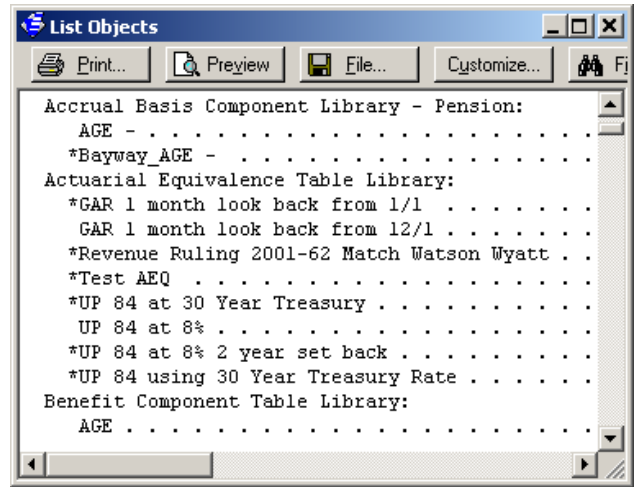 List Objects
Print... Preview File... Customize... Fi
Accrual Basis Component Library - Pension:
AGE - . . . . . . . . . . . . . . . . . . . . .
*Bayway_AGE - . . . . . . . . . . . . . . . .
Actuarial Equivalence Table Library:
*GAR 1 month look back from 1/1 . . . . . . .
GAR 1 month look back from 12/1 . . . . . . .
*Revenue Ruling 2001-62 Match Watson Wyatt . .
*Test AEQ . . . . . . . . . . . . . . . . . .
*UP 84 at 30 Year Treasury . . . . . . . . . .
UP 84 at 8% . . . . . . . . . . . . . . . . . .
*UP 84 at 8% 2 year set back . . . . . . . . .
*UP 84 using 30 Year Treasury Rate . . . . . .
Benefit Component Table Library:
AGE . . . . . . . . . . . . . . . . . . . . . .